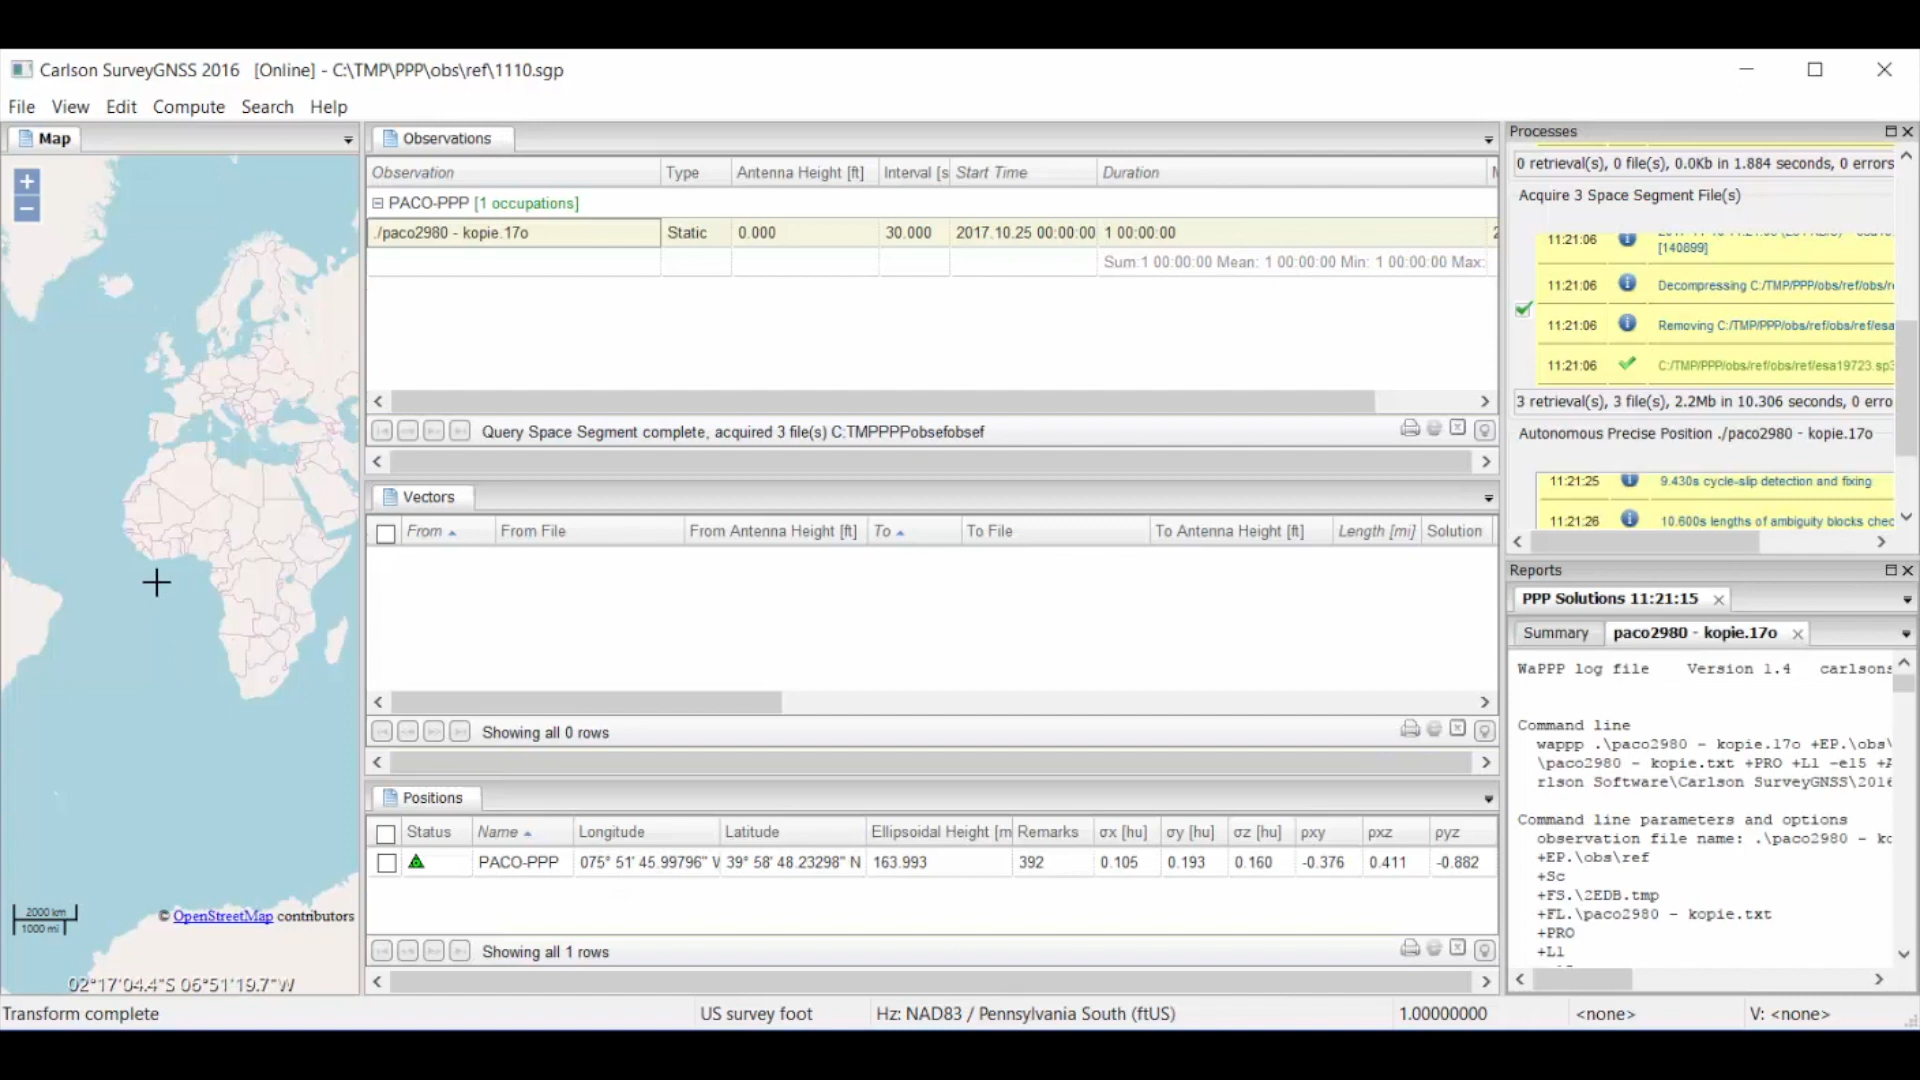 Carlson SurveyGNSS 2016 [Online] - C:\TMP\PPP\obs\ref\1110.sgp
File View Edit Compute Search Help
Map
2000 km
1000 mi
© OpenStreetMap contributors
02°17'04.4"S 06°51'19.7"W
Observations
Observation Type Antenna Height [ft] Interval [s Start Time Duration
PACO-PPP [1 occupations]
./paco2980 - kopie.17o Static 0.000 30.000 2017.10.25 00:00:00 1 00:00:00
Sum:1 00:00:00 Mean: 1 00:00:00 Min: 1 00:00:00 Max:
Query Space Segment complete, acquired 3 file(s) C:TMPPPPobsefobsef
Vectors
From From File From Antenna Height [ft] To To File To Antenna Height [ft] Length [mi] Solution
Showing all 0 rows
Positions
Status Name Longitude Latitude Ellipsoidal Height [m Remarks σx [hu] σy [hu] σz [hu] ρxy ρxz ρyz
PACO-PPP 075° 51' 45.99796" W 39° 58' 48.23298" N 163.993 392 0.105 0.193 0.160 -0.376 0.411 -0.882
Showing all 1 rows
Processes
0 retrieval(s), 0 file(s), 0.0Kb in 1.884 seconds, 0 errors
Acquire 3 Space Segment File(s)
11:21:06
[140899]
11:21:06 Decompressing C:/TMP/PPP/obs/ref/obs/r
11:21:06 Removing C:/TMP/PPP/obs/ref/obs/ref/esa
11:21:06 C:/TMP/PPP/obs/ref/obs/ref/esa19723.sp3
3 retrieval(s), 3 file(s), 2.2Mb in 10.306 seconds, 0 erro
Autonomous Precise Position ./paco2980 - kopie.17o
11:21:25 9.430s cycle-slip detection and fixing
11:21:26 10.600s lengths of ambiguity blocks chec
Reports
PPP Solutions 11:21:15
Summary paco2980 - kopie.17o
WaPPP log file Version 1.4 carlsons
Command line
wappp .\paco2980 - kopie.17o +EP.\obs\
\paco2980 - kopie.txt +PRO +L1 -el5 +A
rlson Software\Carlson SurveyGNSS\2016
Command line parameters and options
observation file name: .\paco2980 - ko
+EP.\obs\ref
+Sc
+FS.\2EDB.tmp
+FL.\paco2980 - kopie.txt
+PRO
+L1
Transform complete US survey foot Hz: NAD83 / Pennsylvania South (ftUS) 1.00000000 <none> V: <none>